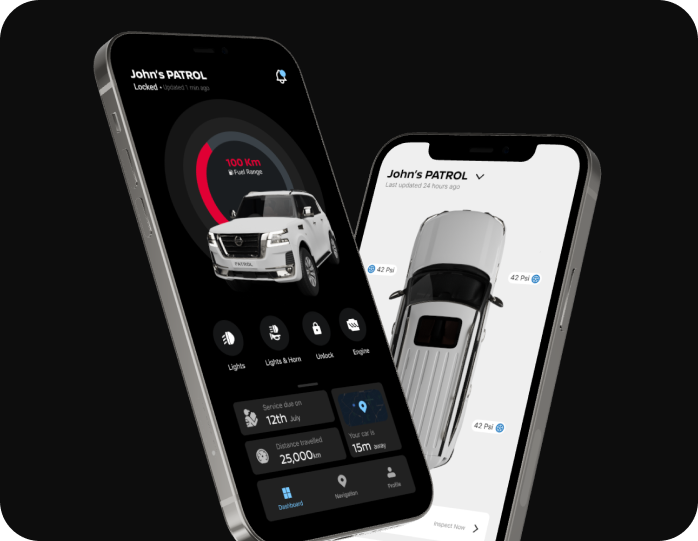 John's PATROL
Locked • Updated 1 min ago
100 Km
Fuel Range
PATROL
Lights
Lights & Horn
Unlock
Engine
Service due on
12th July
Distance travelled
25,000km
Your car is
15m away
Dashboard
Navigation
Profile
John's PATROL
Last updated 24 hours ago
42 Psi
42 Psi
42 Psi
Inspect Now